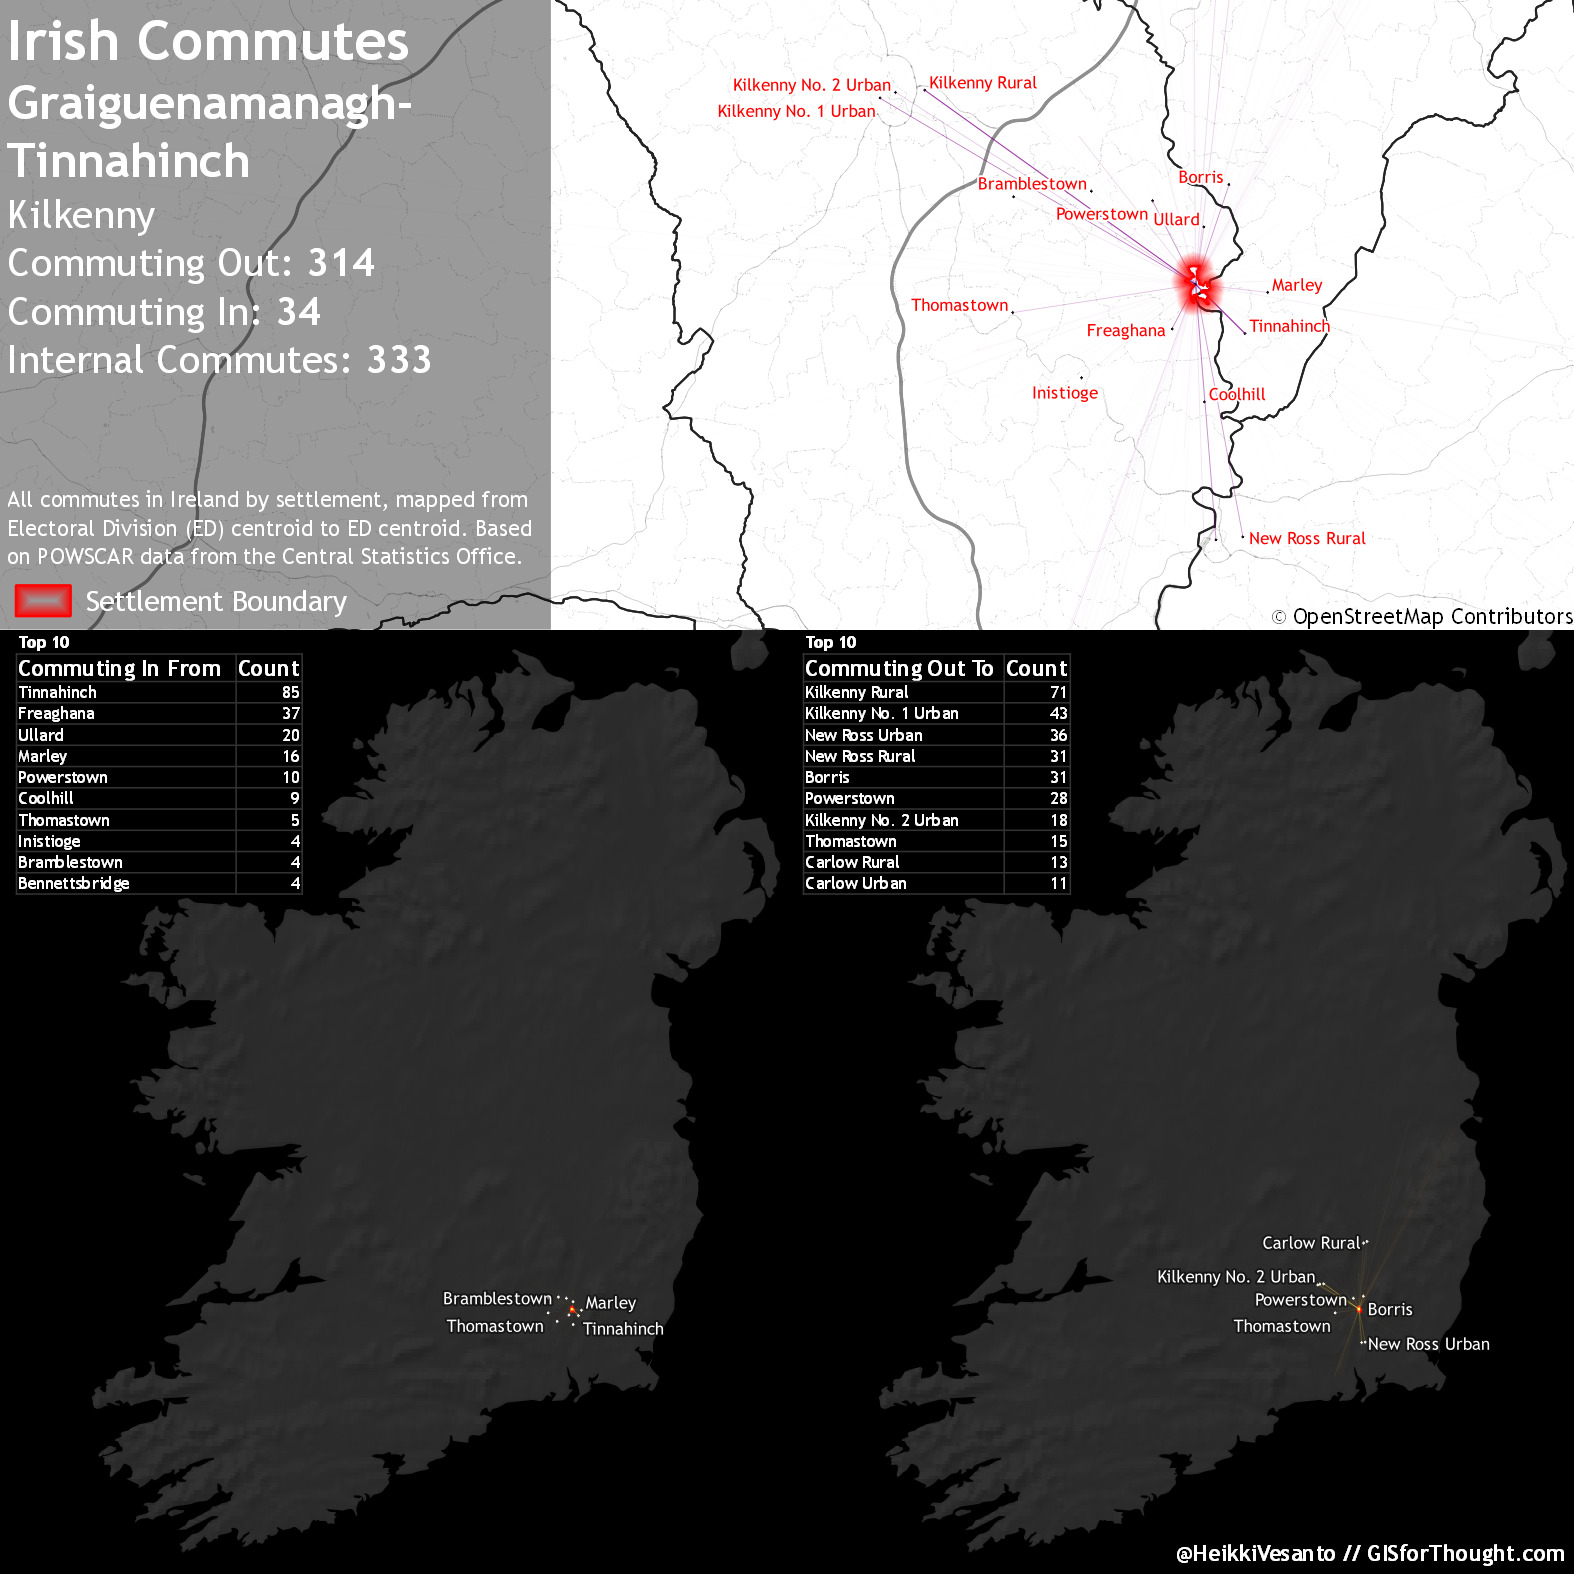 Irish Commutes
Graiguenamanagh-
Tinnahinch
Kilkenny
Commuting Out: 314
Commuting In: 34
Internal Commutes: 333
All commutes in Ireland by settlement, mapped from
Electoral Division (ED) centroid to ED centroid. Based
on POWSCAR data from the Central Statistics Office.
Settlement Boundary
Kilkenny No. 2 Urban
Kilkenny Rural
Kilkenny No. 1 Urban
Bramblestown
Borris
Powerstown
Ullard
Marley
Thomastown
Freaghana
Tinnahinch
Inistioge
Coolhill
New Ross Rural
© OpenStreetMap Contributors
Top 10
Commuting In From Count
Tinnahinch 85
Freaghana 37
Ullard 20
Marley 16
Powerstown 10
Coolhill 9
Thomastown 5
Inistioge 4
Bramblestown 4
Bennettsbridge 4
Top 10
Commuting Out To Count
Kilkenny Rural 71
Kilkenny No. 1 Urban 43
New Ross Urban 36
New Ross Rural 31
Borris 31
Powerstown 28
Kilkenny No. 2 Urban 18
Thomastown 15
Carlow Rural 13
Carlow Urban 11
Bramblestown
Marley
Thomastown
Tinnahinch
Carlow Rural
Kilkenny No. 2 Urban
Powerstown
Borris
Thomastown
New Ross Urban
@HeikkiVesanto // GISforThought.com